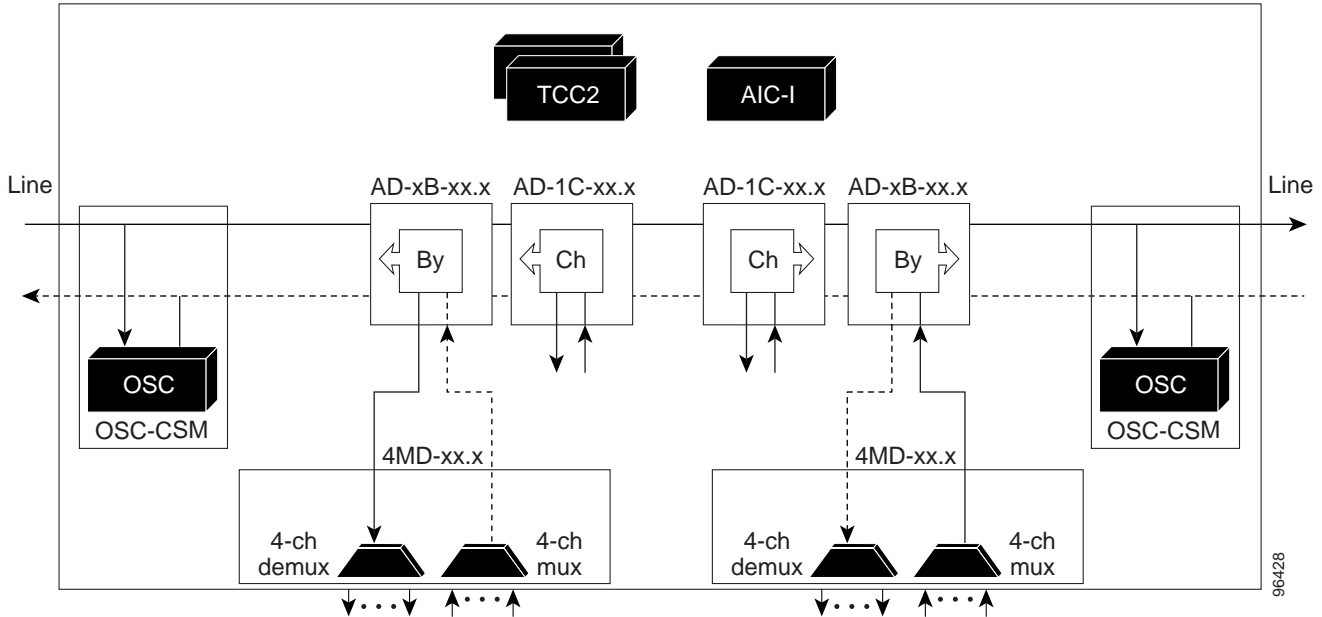 TCC2
AIC-I
Line
AD-xB-xx.x
AD-1C-xx.x
AD-1C-xx.x
AD-xB-xx.x
Line
By
Ch
Ch
By
OSC
OSC
OSC-CSM
OSC-CSM
4MD-xx.x
4MD-xx.x
4-ch
demux
4-ch
mux
4-ch
demux
4-ch
mux
96428